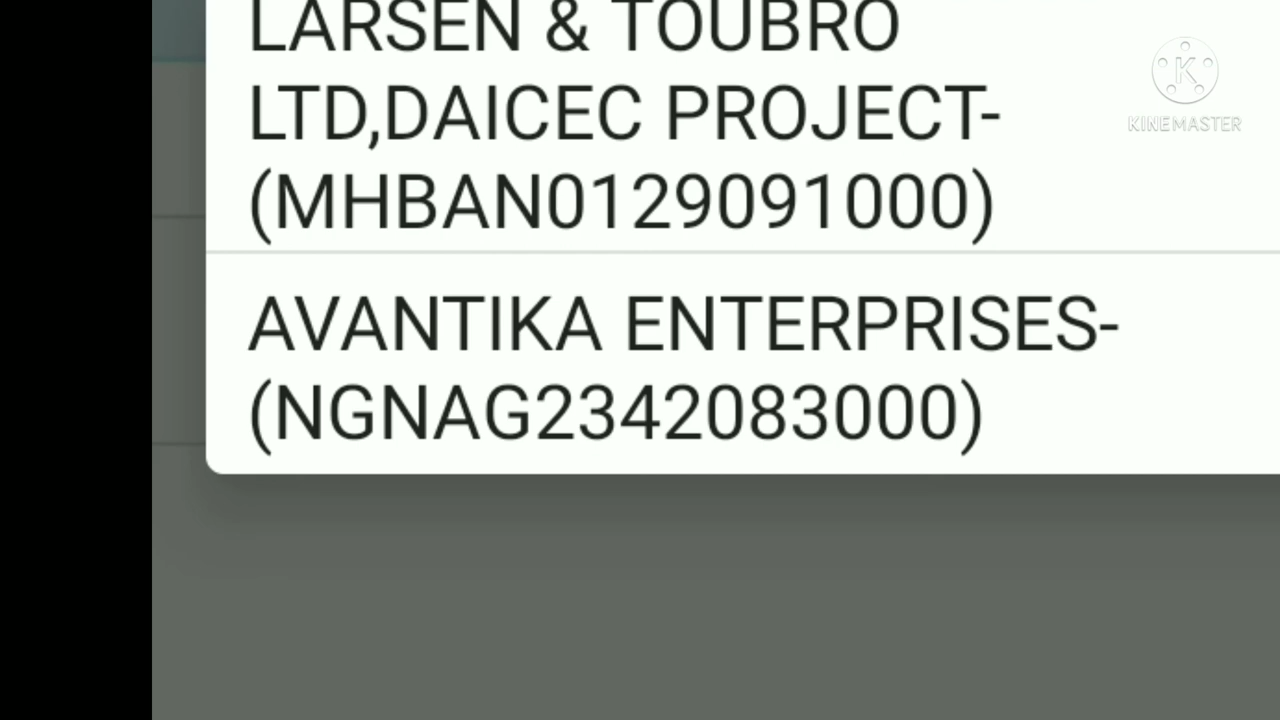 LARSEN & TOUBRO
LTD,DAICEC PROJECT-
(MHBAN0129091000)
AVANTIKA ENTERPRISES-
(NGNAG2342083000)
K
KINEMASTER